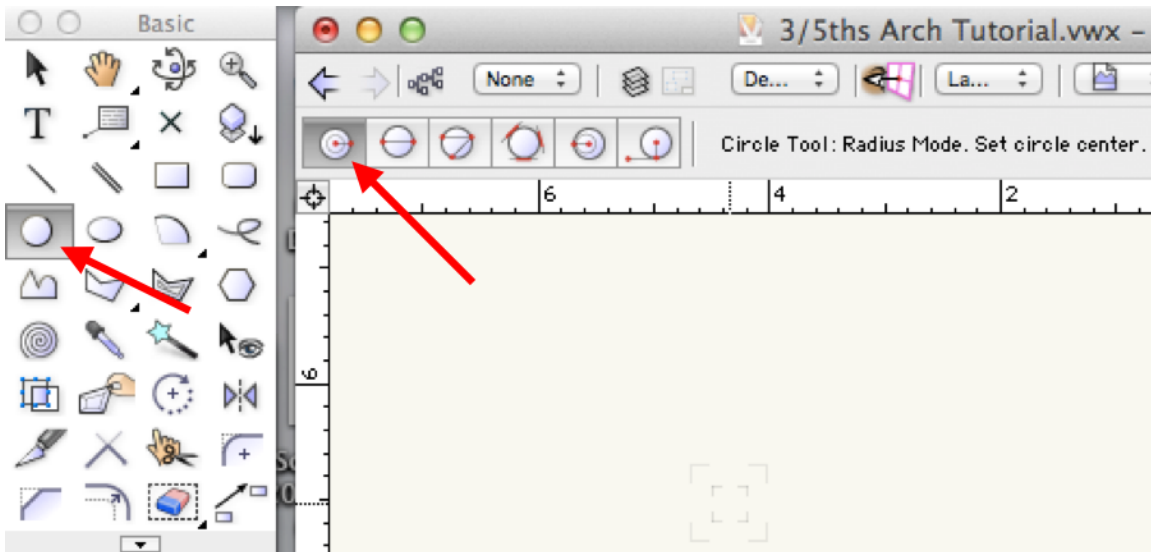 Basic
3/5ths Arch Tutorial.vwx –
None
De...
La...
T
Circle Tool: Radius Mode. Set circle center.
6
4
2
6